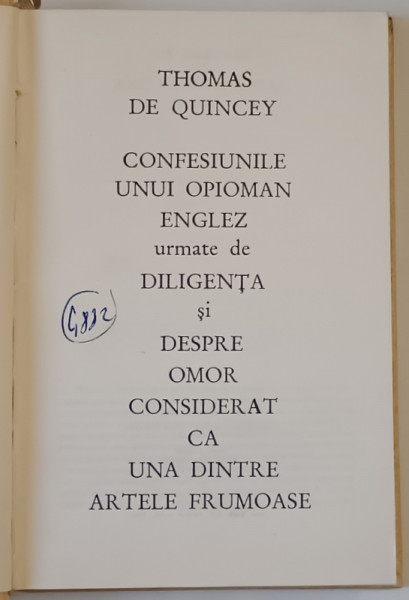 THOMAS
DE QUINCEY
CONFESIUNILE
UNUI OPIOMAN
ENGLEZ
urmate de
DILIGENȚA
și
DESPRE
OMOR
CONSIDERAT
CA
UNA DINTRE
ARTELE FRUMOASE